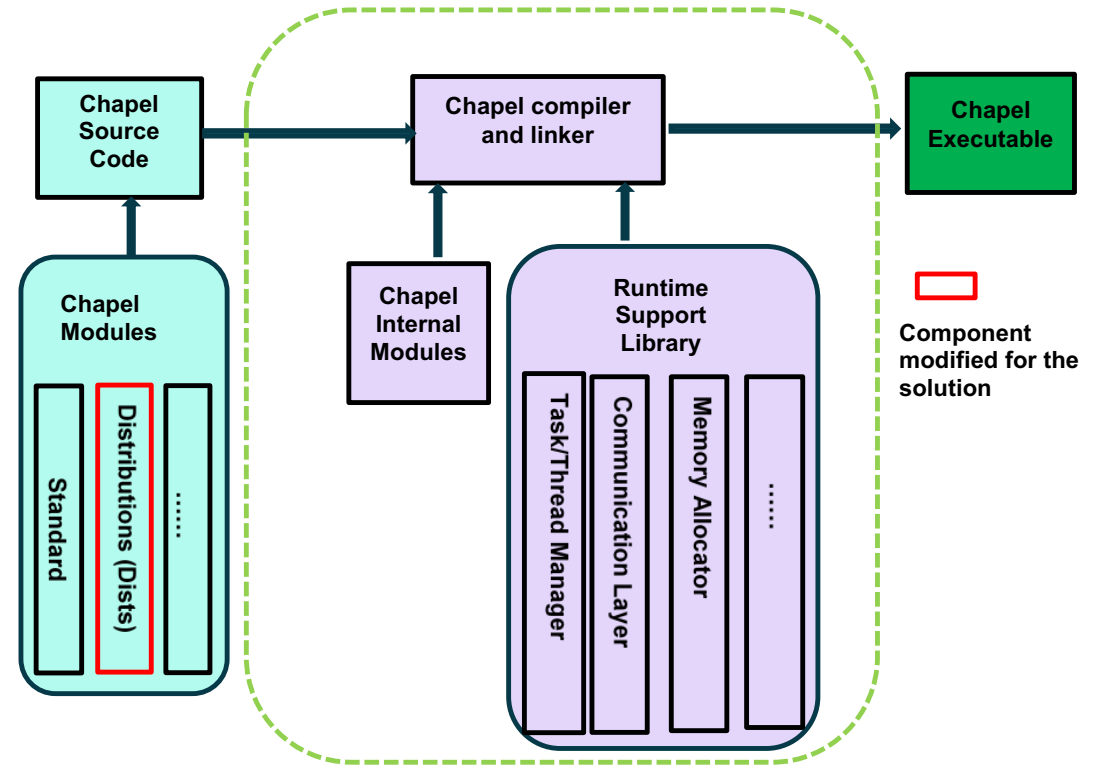 Chapel
Source
Code
Chapel compiler
and linker
Chapel
Executable
Chapel
Modules
Standard
Distributions (Dists)
......
Chapel
Internal
Modules
Runtime
Support
Library
Task/Thread Manager
Communication Layer
Memory Allocator
......
Component
modified for the
solution